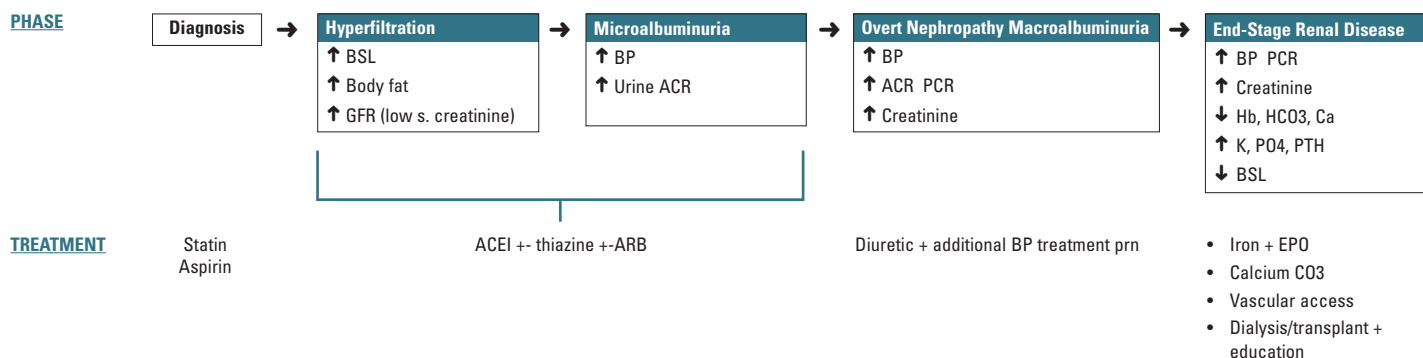 PHASE
Diagnosis
Hyperfiltration
↑ BSL
↑ Body fat
↑ GFR (low s. creatinine)
Microalbuminuria
↑ BP
↑ Urine ACR
Overt Nephropathy Macroalbuminuria
↑ BP
↑ ACR PCR
↑ Creatinine
End-Stage Renal Disease
↑ BP PCR
↑ Creatinine
↓ Hb, HCO3, Ca
↑ K, PO4, PTH
↓ BSL
TREATMENT
Statin
Aspirin
ACEI +- thiazine +-ARB
Diuretic + additional BP treatment prn
• Iron + EPO
• Calcium CO3
• Vascular access
• Dialysis/transplant +
education